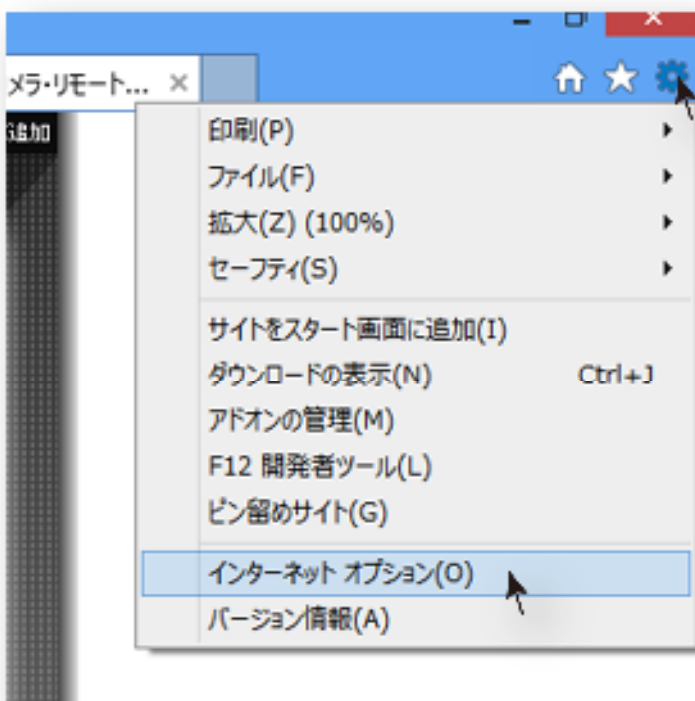 メラ・リモート...
追加
印刷(P)
ファイル(F)
拡大(Z) (100%)
セーフティ(S)
サイトをスタート画面に追加(I)
ダウンロードの表示(N) Ctrl+J
アドオンの管理(M)
F12 開発者ツール(L)
ピン留めサイト(G)
インターネット オプション(O)
バージョン情報(A)